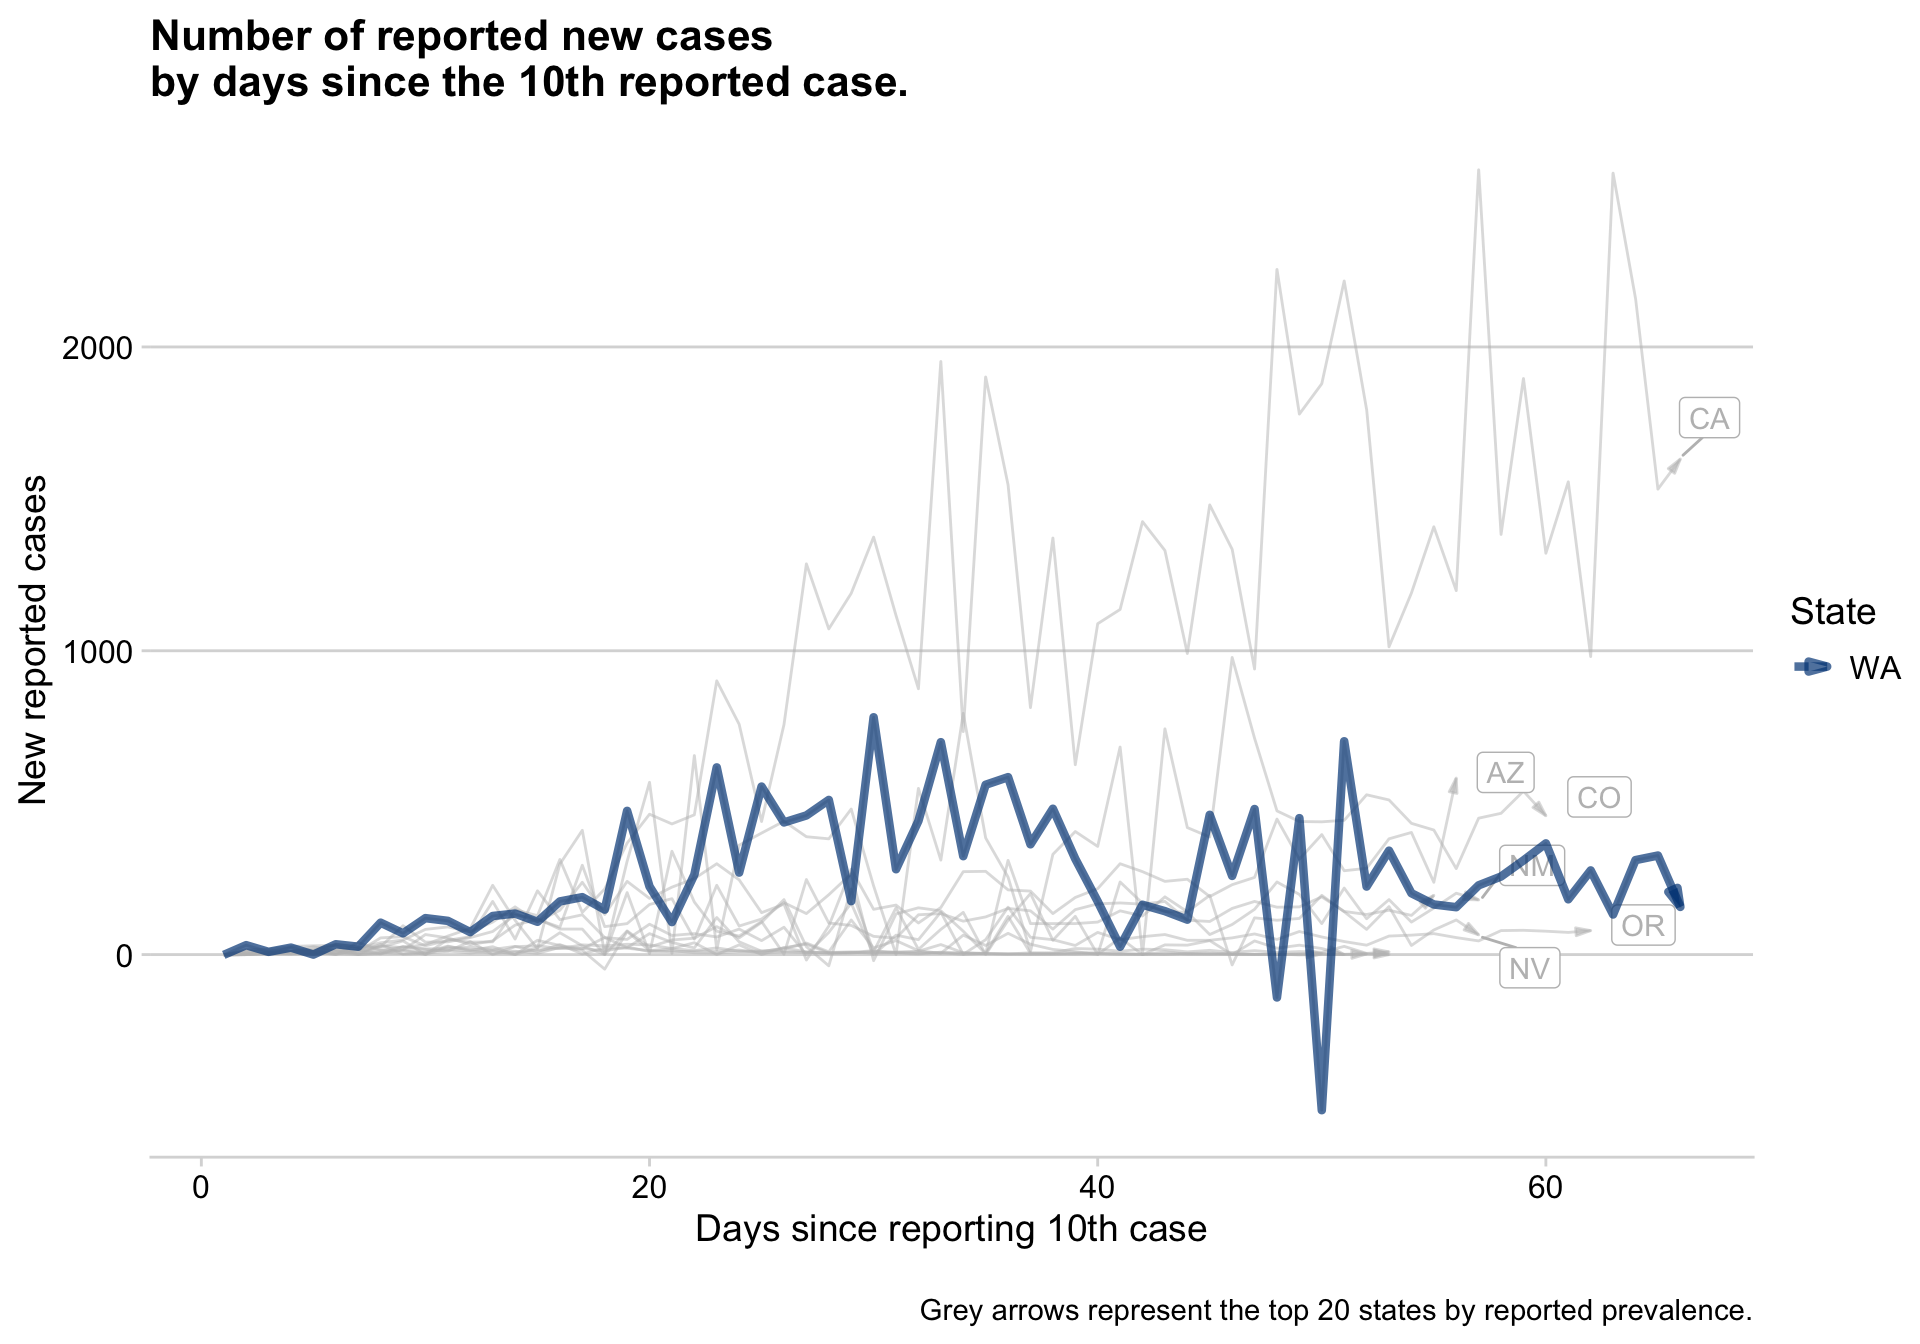 Number of reported new cases
by days since the 10th reported case.
New reported cases
2000
1000
0
CA
AZ
CO
NM
OR
NV
State
WA
0
20
40
60
Days since reporting 10th case
Grey arrows represent the top 20 states by reported prevalence.